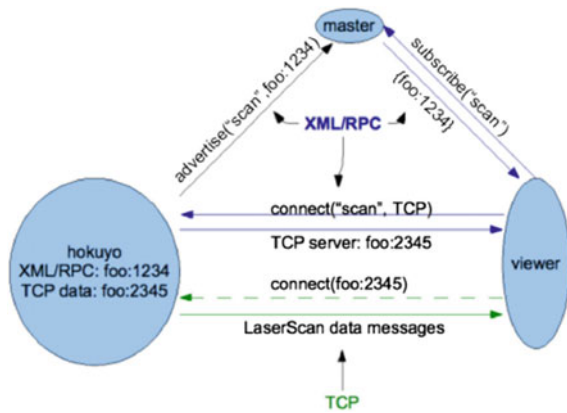 master
advertise("scan",foo:1234)
subscribe("scan")
{foo:1234}
XML/RPC
connect("scan", TCP)
TCP server: foo:2345
hokuyo
XML/RPC: foo:1234
TCP data: foo:2345
viewer
connect(foo:2345)
LaserScan data messages
TCP